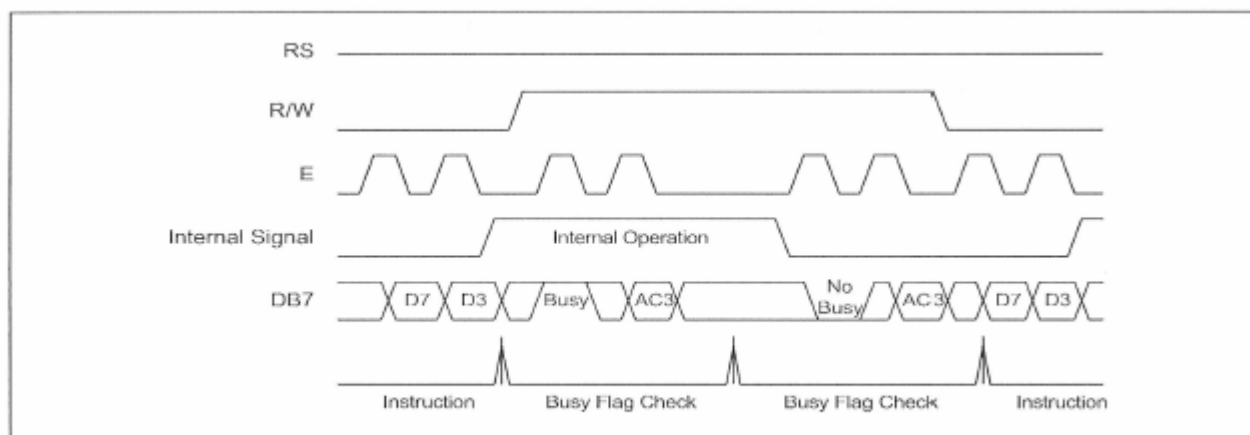 RS
R/W
E
Internal Signal
Internal Operation
DB7
D7
D3
Busy
AC3
No
Busy
AC3
D7
D3
Instruction
Busy Flag Check
Busy Flag Check
Instruction